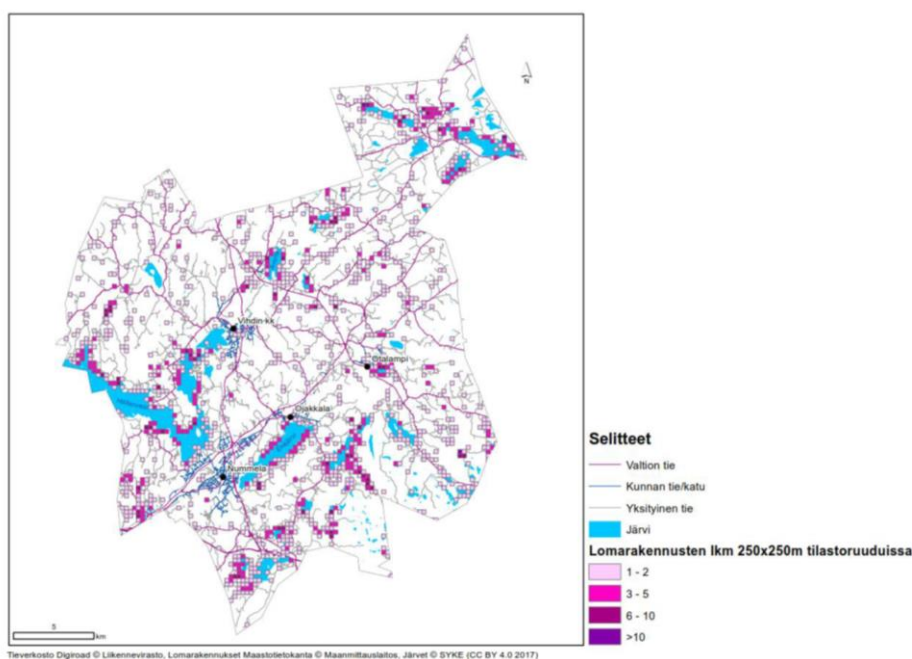 N
Vihdin kk
Otalampi
Ojakkala
Nummela
5
km
Selitteet
Valtion tie
Kunnan tie/katu
Yksityinen tie
Järvi
Lomarakennusten lkm 250x250m tilastoruuduissa
1 - 2
3 - 5
6 - 10
>10
Tieverkosto Digiroad © Liikennevirasto, Lomarakennukset Maastotietokanta © Maanmittauslaitos, Järvet © SYKE (CC BY 4.0 2017)